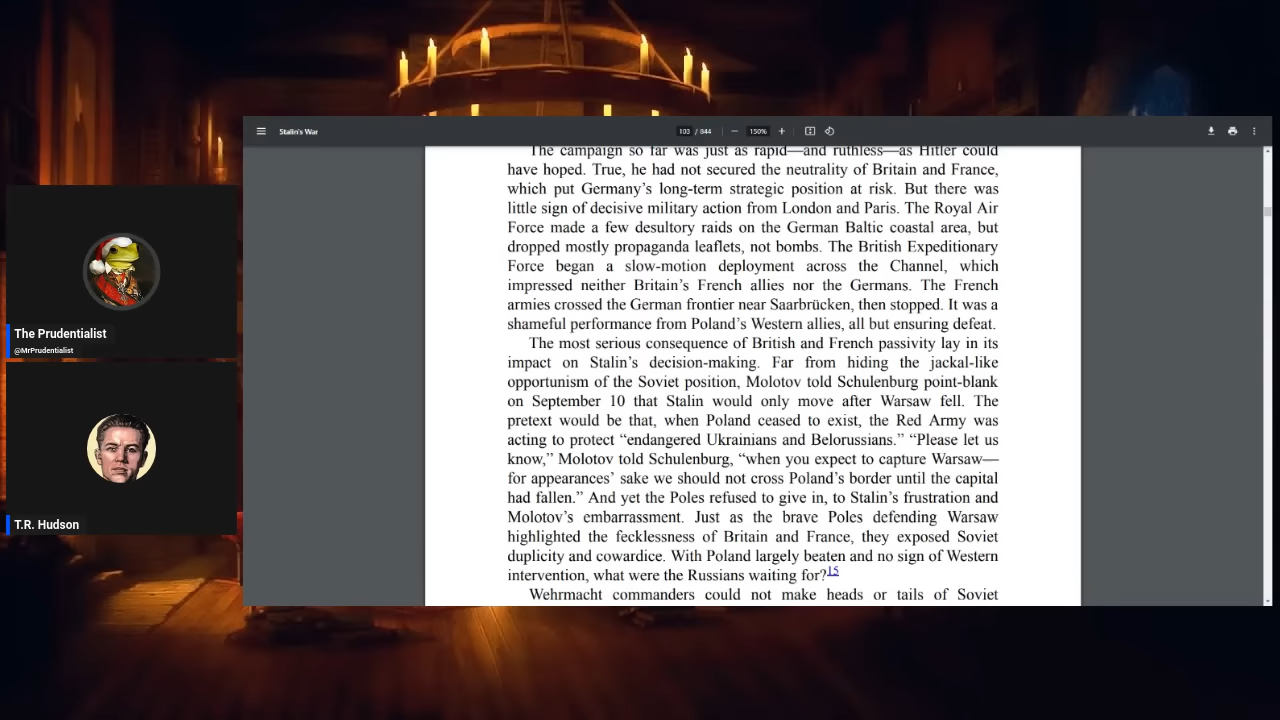 Stalin's War
103 / 844
150%
The campaign so far was just as rapid—and ruthless—as Hitler could
have hoped. True, he had not secured the neutrality of Britain and France,
which put Germany's long-term strategic position at risk. But there was
little sign of decisive military action from London and Paris. The Royal Air
Force made a few desultory raids on the German Baltic coastal area, but
dropped mostly propaganda leaflets, not bombs. The British Expeditionary
Force began a slow-motion deployment across the Channel, which
impressed neither Britain's French allies nor the Germans. The French
armies crossed the German frontier near Saarbrücken, then stopped. It was a
shameful performance from Poland's Western allies, all but ensuring defeat.
The most serious consequence of British and French passivity lay in its
impact on Stalin's decision-making. Far from hiding the jackal-like
opportunism of the Soviet position, Molotov told Schulenburg point-blank
on September 10 that Stalin would only move after Warsaw fell. The
pretext would be that, when Poland ceased to exist, the Red Army was
acting to protect “endangered Ukrainians and Belorussians.” “Please let us
know,” Molotov told Schulenburg, “when you expect to capture Warsaw—
for appearances’ sake we should not cross Poland’s border until the capital
had fallen.” And yet the Poles refused to give in, to Stalin’s frustration and
Molotov’s embarrassment. Just as the brave Poles defending Warsaw
highlighted the fecklessness of Britain and France, they exposed Soviet
duplicity and cowardice. With Poland largely beaten and no sign of Western
intervention, what were the Russians waiting for?15
Wehrmacht commanders could not make heads or tails of Soviet
The Prudentialist
@MrPrudentialist
T.R. Hudson